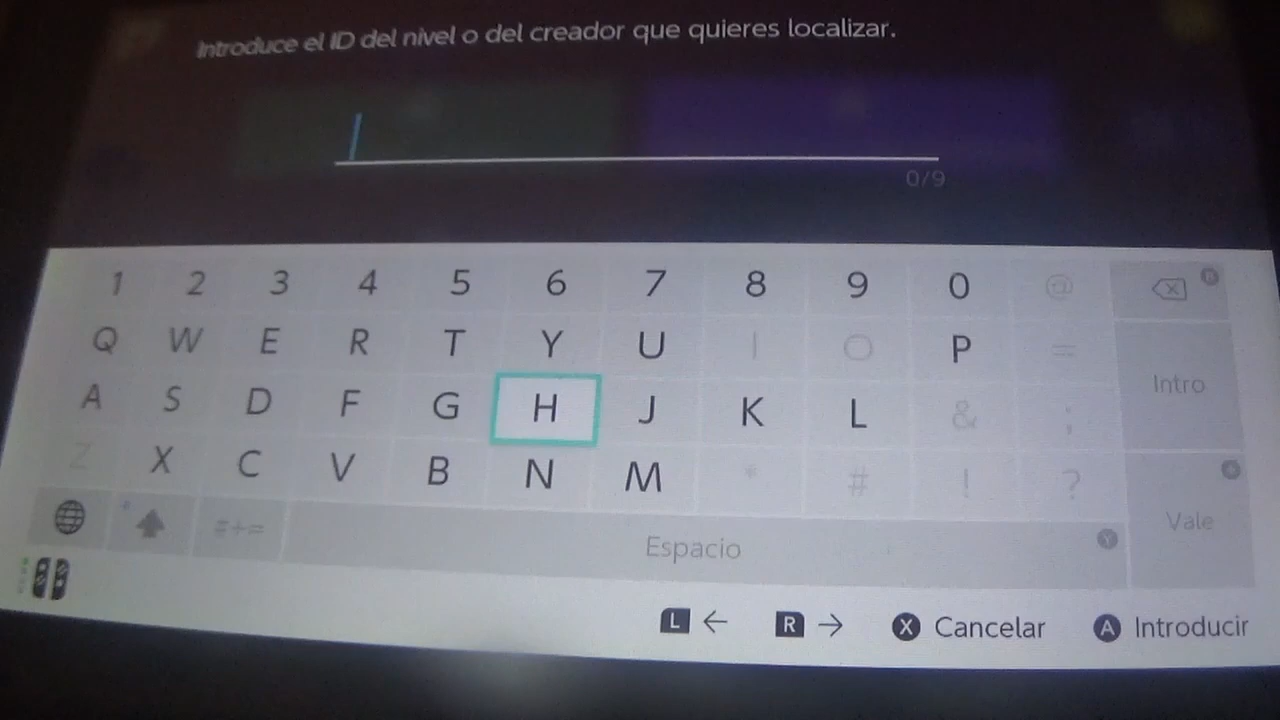 Introduce el ID del nivel o del creador que quieres localizar.
0/9
1 2 3 4 5 6 7 8 9 0 @
Q W E R T Y U I O P =
Intro
A S D F G H J K L & ;
Z X C V B N M * # ! ?
Vale
#+=
Espacio Y
L ← R → X Cancelar A Introducir